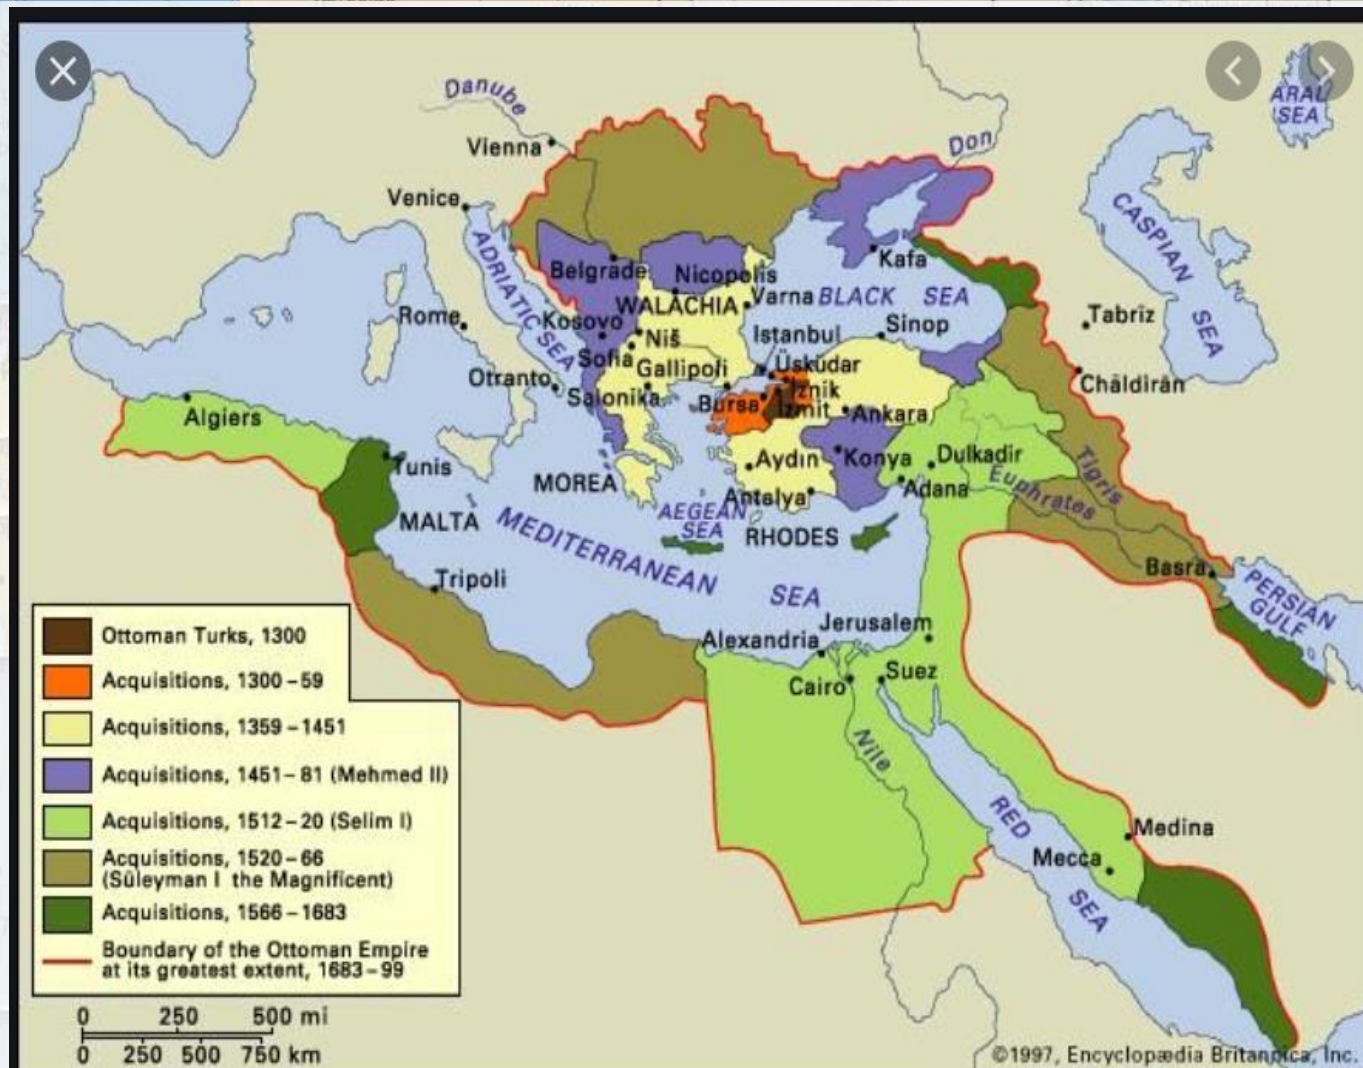 ARAL
SEA
Danube
Don
Vienna
Venice
CASPIAN
SEA
ADRIATIC SEA
Belgrade
Nicopolis
Kafa
WALACHIA
Varna
BLACK SEA
Tabriz
Rome
Kosovo
Niš
Istanbul
Sinop
Sofia
Gallipoli
Üsküdar
Chāldirān
Otranto
Salonika
Bursa
İznik
İzmit
Ankara
Algiers
Tunis
MOREA
Aydın
Konya
Dulkadir
Tigris
Antalya
Adana
Euphrates
MALTA
AEGEAN
SEA
RHODES
MEDITERRANEAN SEA
Basra
PERSIAN
GULF
Tripoli
Alexandria
Jerusalem
Cairo
Suez
Nile
RED SEA
Medina
Mecca
Ottoman Turks, 1300
Acquisitions, 1300–59
Acquisitions, 1359–1451
Acquisitions, 1451–81 (Mehmed II)
Acquisitions, 1512–20 (Selim I)
Acquisitions, 1520–66
(Süleyman I the Magnificent)
Acquisitions, 1566–1683
Boundary of the Ottoman Empire
at its greatest extent, 1683–99
0 250 500 mi
0 250 500 750 km
©1997, Encyclopædia Britannica, Inc.